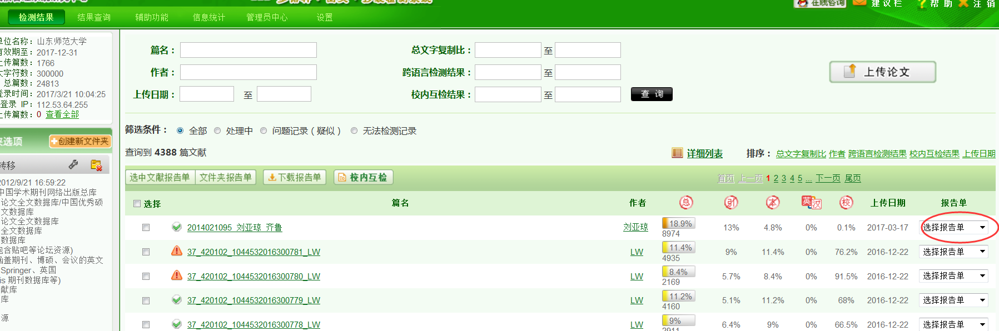 在线咨询 建议栏 帮助 注销
检测结果 结果查询 辅助功能 信息统计 管理员中心 设置
单位名称：山东师范大学
有效期至：2017-12-31
上传篇数：1766
大字符数：300000
总篇数：24813
登录时间：2017/3/21 10:04:25
登录 IP：112.53.64.255
上传篇数：0 查看全部
夹选项 创建新文件夹
转移
2012/9/21 16:59:22
中国学术期刊网络出版总库
论文全文数据库/中国优秀硕
文数据库
论文全文数据库
全文数据库
数据库
包含贴吧等论坛资源)
涵盖期刊、博硕、会议的英文
Springer、英国
is 期刊数据库等)
献库
库
源
篇名： 总文字复制比： 至
作者： 跨语言检测结果： 至
上传日期： 至 校内互检结果： 至 查 询
上传论文
筛选条件： 全部 处理中 问题记录（疑似） 无法检测记录
查询到 4388 篇文献 详细列表 排序： 总文字复制比 作者 跨语言检测结果 校内互检结果 上传日期
选中文献报告单 文件夹报告单 下载报告单 校内互检 首页 上一页 1 2 3 4 5 ... 下一页 尾页
选择 篇名 作者 总 引 本 英汉 校 上传日期 报告单
2014021095_刘亚琼_齐鲁 刘亚琼 18.9% 8974 13% 4.8% 0% 0.1% 2017-03-17 选择报告单
37_420102_1044532016300781_LW LW 11.4% 4935 9% 11.4% 0% 76.2% 2016-12-22 选择报告单
37_420102_1044532016300780_LW LW 8.4% 2169 5.7% 8.4% 0% 91.5% 2016-12-22 选择报告单
37_420102_1044532016300779_LW LW 11.2% 4160 5.1% 11.2% 0% 68% 2016-12-22 选择报告单
37_420102_1044532016300778_LW LW 9% 2911 6.4% 9% 0% 66.5% 2016-12-22 选择报告单